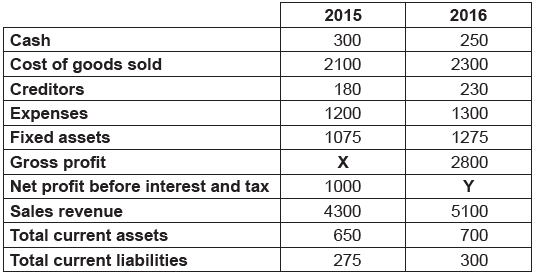 2015 2016
Cash 300 250
Cost of goods sold 2100 2300
Creditors 180 230
Expenses 1200 1300
Fixed assets 1075 1275
Gross profit X 2800
Net profit before interest and tax 1000 Y
Sales revenue 4300 5100
Total current assets 650 700
Total current liabilities 275 300